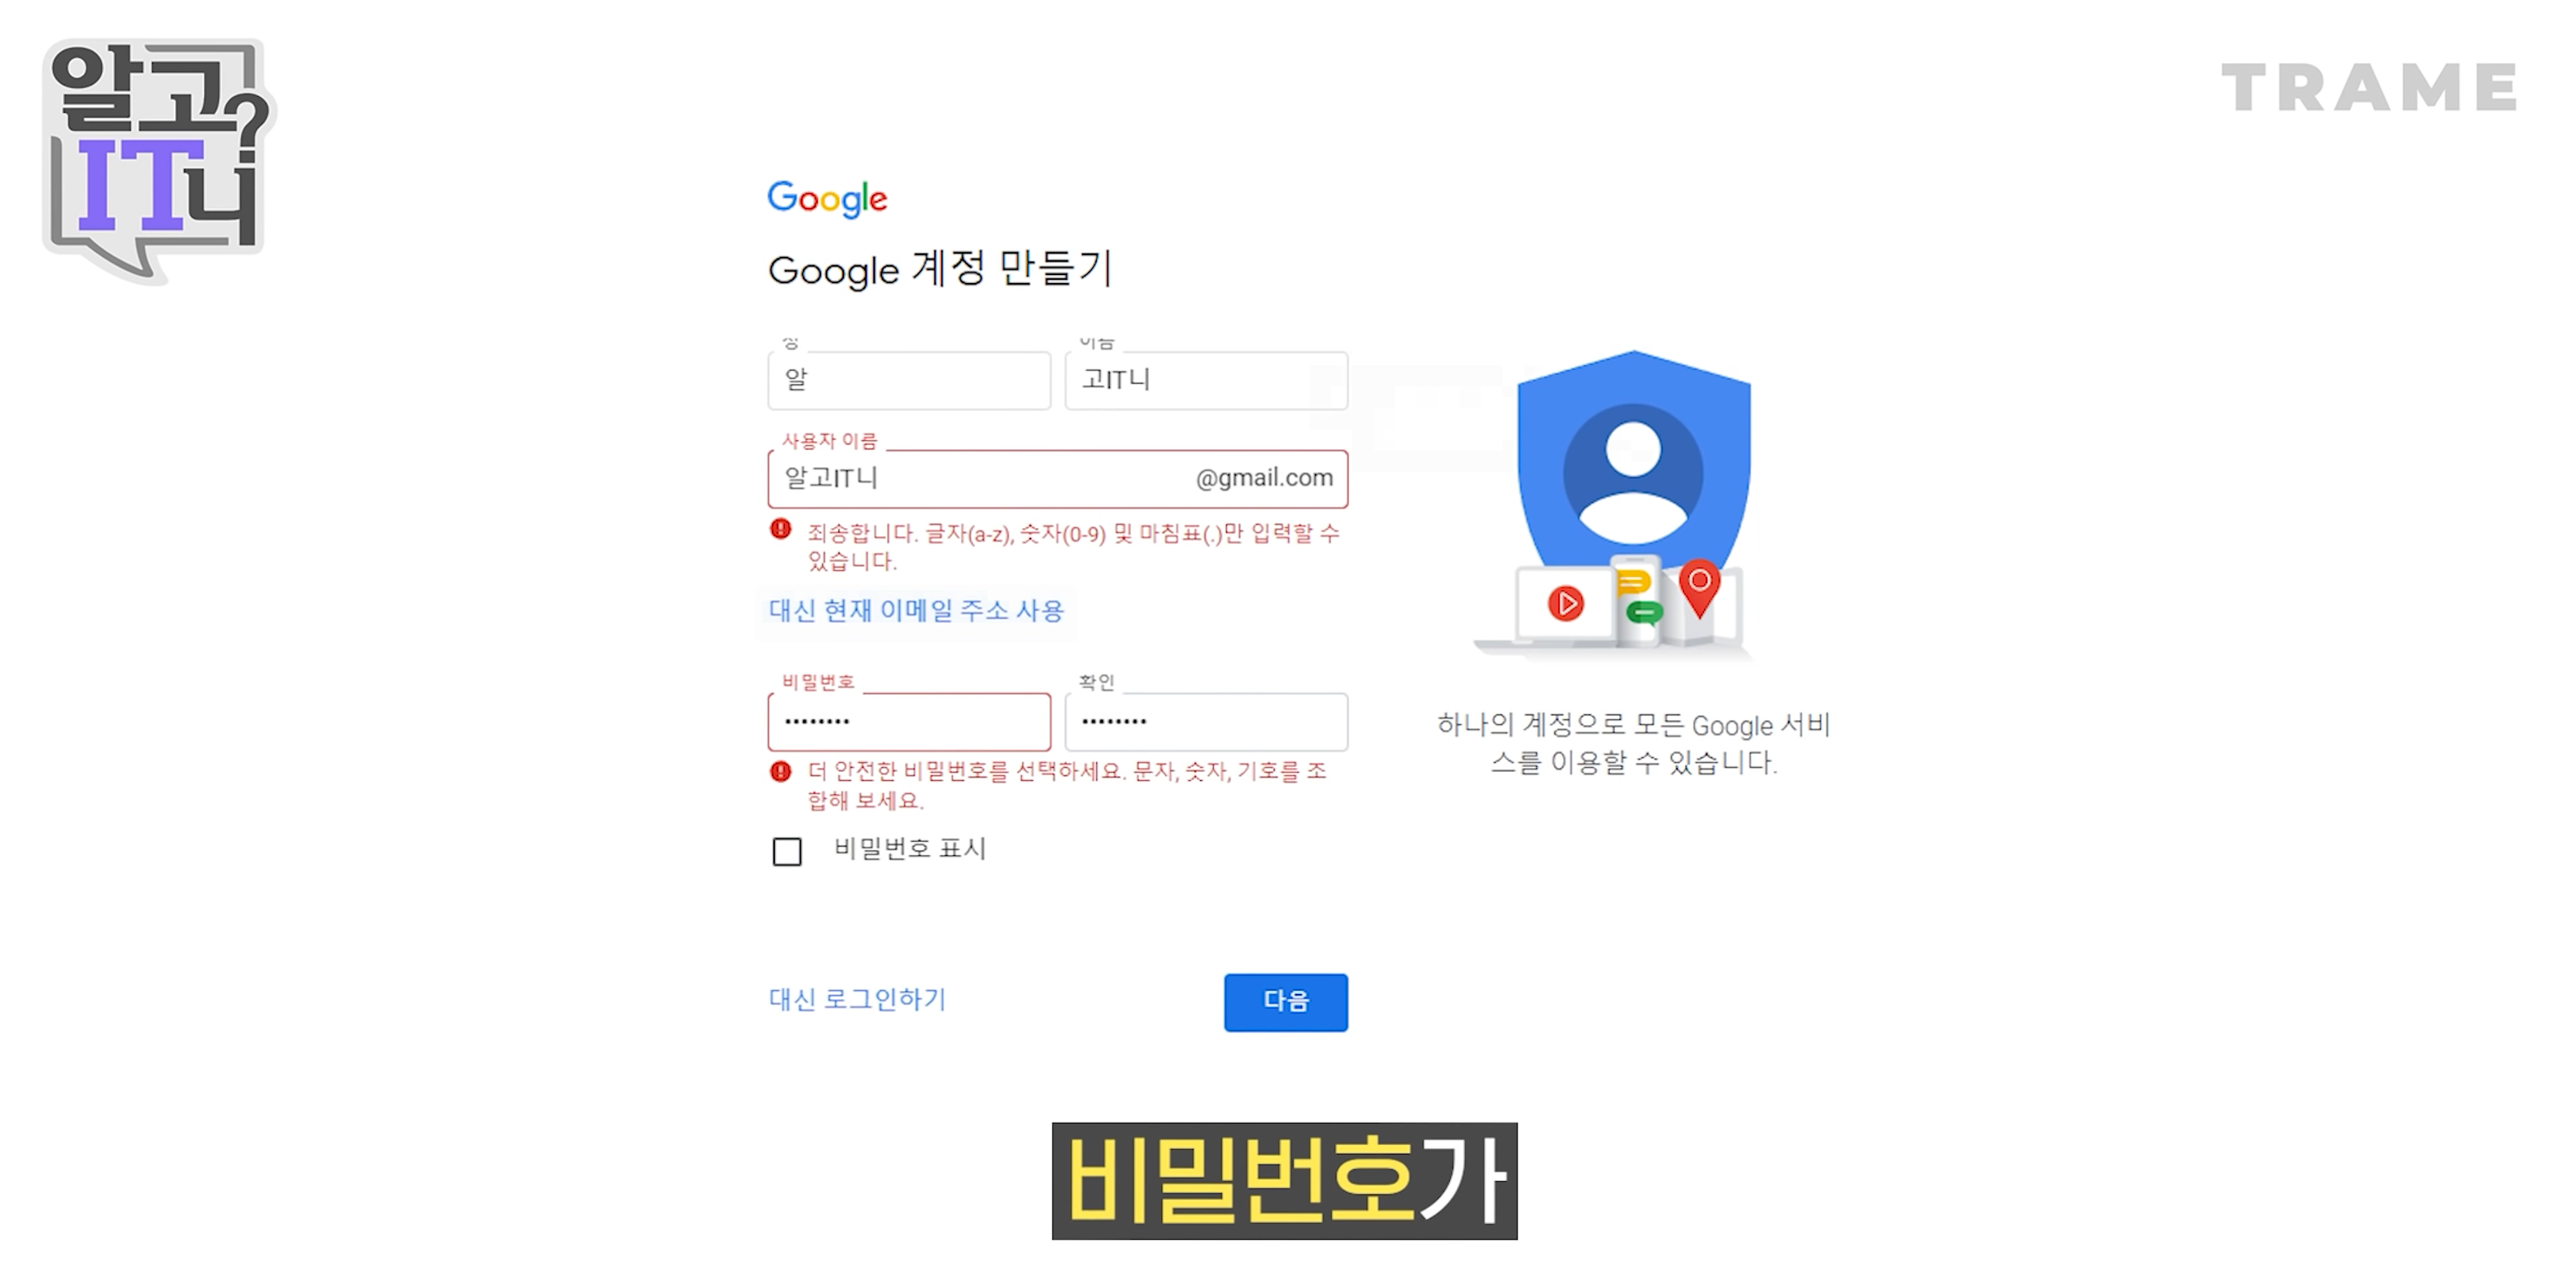 알고?
IT니
TRAME
Google
Google 계정 만들기
성 이름
알 고IT니
사용자 이름
알고IT니 @gmail.com
죄송합니다. 글자(a-z), 숫자(0-9) 및 마침표(.)만 입력할 수
있습니다.
대신 현재 이메일 주소 사용
비밀번호 확인
•••••••• ••••••••
더 안전한 비밀번호를 선택하세요. 문자, 숫자, 기호를 조
합해 보세요.
비밀번호 표시
대신 로그인하기 다음
하나의 계정으로 모든 Google 서비
스를 이용할 수 있습니다.
비밀번호가